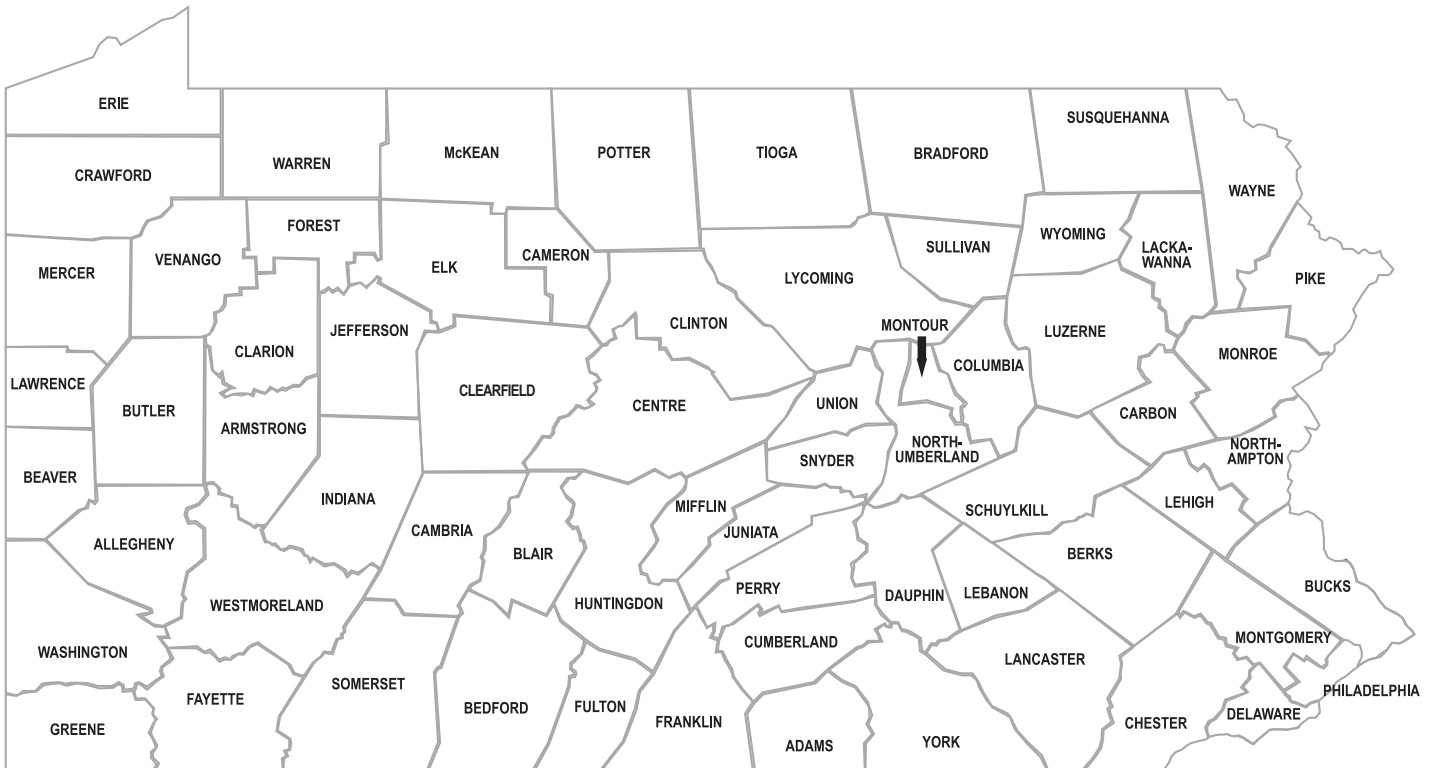 ERIE
CRAWFORD
WARREN
McKEAN
POTTER
TIOGA
BRADFORD
SUSQUEHANNA
WAYNE
MERCER
VENANGO
FOREST
ELK
CAMERON
LYCOMING
SULLIVAN
WYOMING
LACKA-
WANNA
PIKE
LAWRENCE
BUTLER
CLARION
JEFFERSON
CLEARFIELD
CLINTON
CENTRE
MONTOUR
COLUMBIA
LUZERNE
MONROE
CARBON
BEAVER
ARMSTRONG
INDIANA
UNION
SNYDER
NORTH-
UMBERLAND
NORTH-
AMPTON
ALLEGHENY
CAMBRIA
BLAIR
MIFFLIN
JUNIATA
SCHUYLKILL
LEHIGH
BERKS
BUCKS
WESTMORELAND
HUNTINGDON
PERRY
DAUPHIN
LEBANON
WASHINGTON
CUMBERLAND
LANCASTER
MONTGOMERY
GREENE
FAYETTE
SOMERSET
BEDFORD
FULTON
FRANKLIN
ADAMS
YORK
CHESTER
DELAWARE
PHILADELPHIA